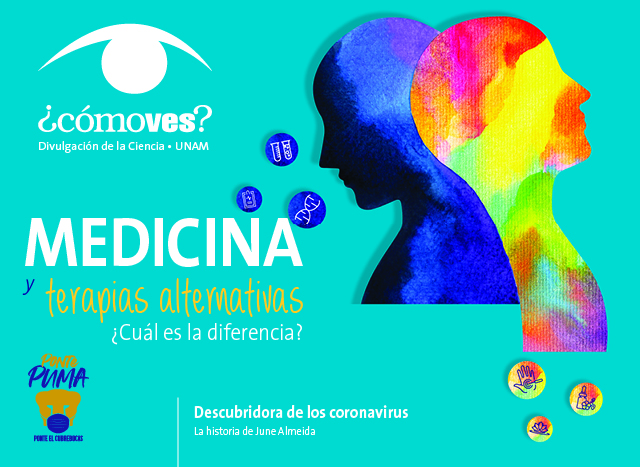 ¿cómoves?
Divulgación de la Ciencia • UNAM
MEDICINA
y terapias alternativas
¿Cuál es la diferencia?
Ponte
PUMA
PONTE EL CUBREBOCAS
Descubridora de los coronavirus
La historia de June Almeida